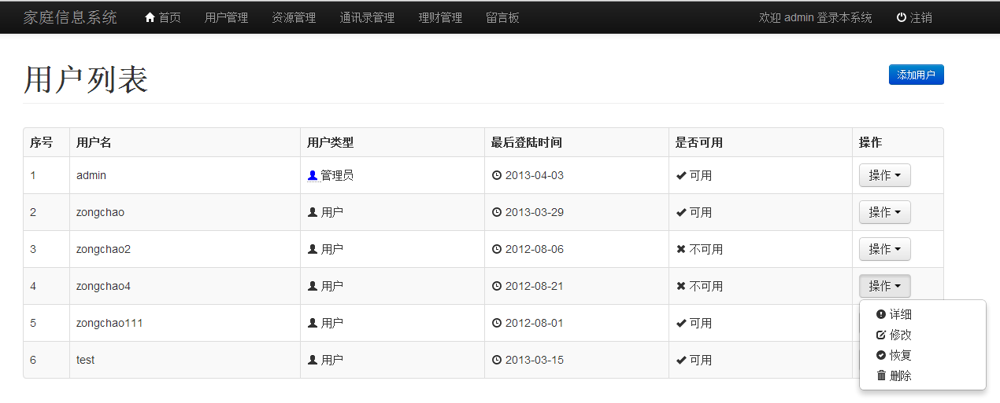 家庭信息系统 首页 用户管理 资源管理 通讯录管理 理财管理 留言板 欢迎 admin 登录本系统 注销
用户列表 添加用户
序号 用户名 用户类型 最后登陆时间 是否可用 操作
1 admin 管理员 2013-04-03 可用 操作
2 zongchao 用户 2013-03-29 可用 操作
3 zongchao2 用户 2012-08-06 不可用 操作
4 zongchao4 用户 2012-08-21 不可用 操作
5 zongchao111 用户 2012-08-01 可用
6 test 用户 2013-03-15 可用
详细
修改
恢复
删除